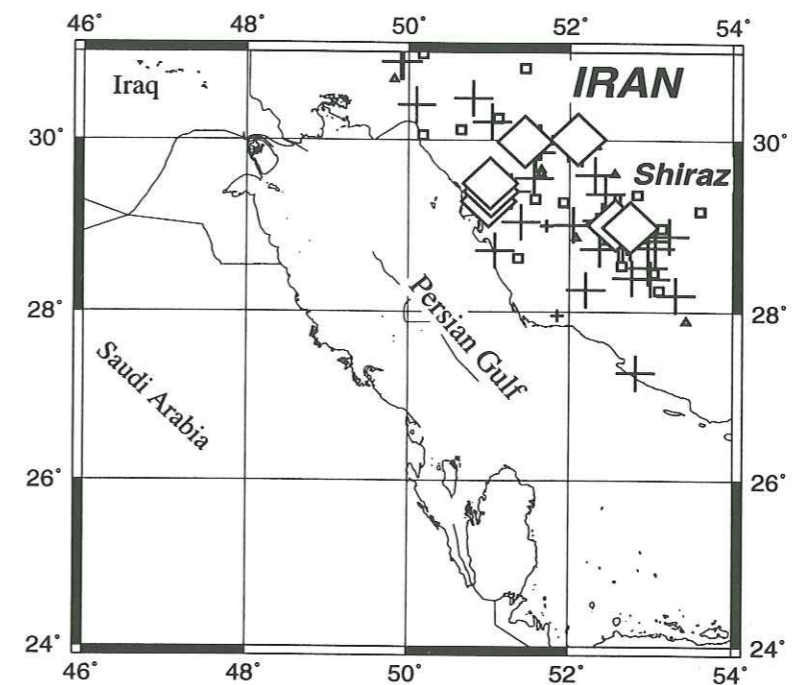 46° 48° 50° 52° 54°
Iraq
IRAN
30° 30°
Shiraz
28° 28°
Persian Gulf
Saudi Arabia
26° 26°
24° 24°
46° 48° 50° 52° 54°